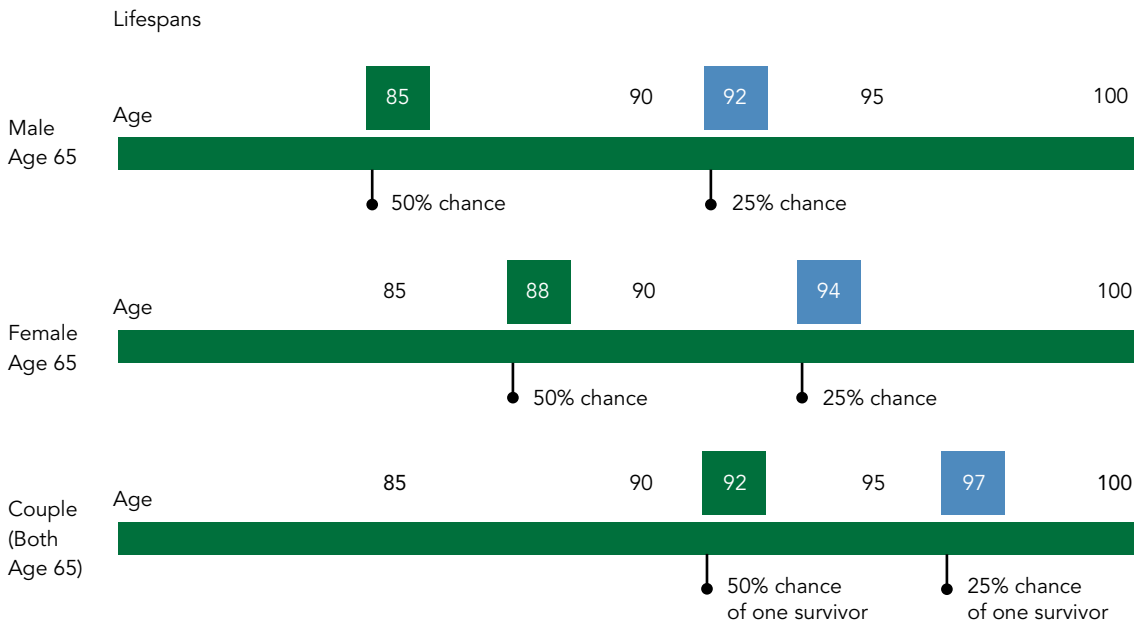 Lifespans
Male
Age 65
Age
85
90
92
95
100
50% chance
25% chance
Female
Age 65
Age
85
88
90
94
100
50% chance
25% chance
Couple
(Both
Age 65)
Age
85
90
92
95
97
100
50% chance
of one survivor
25% chance
of one survivor